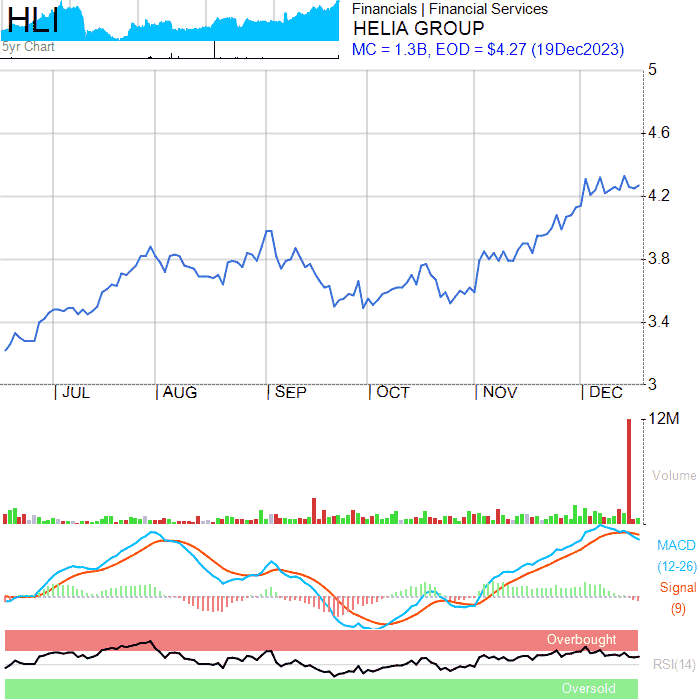 HLI
5yr Chart
Financials | Financial Services
HELIA GROUP
MC = 1.3B, EOD = $4.27 (19Dec2023)
5
4.6
4.2
3.8
3.4
3
JUL AUG SEP OCT NOV DEC
12M
Volume
MACD
(12-26)
Signal
(9)
Overbought
RSI(14)
Oversold